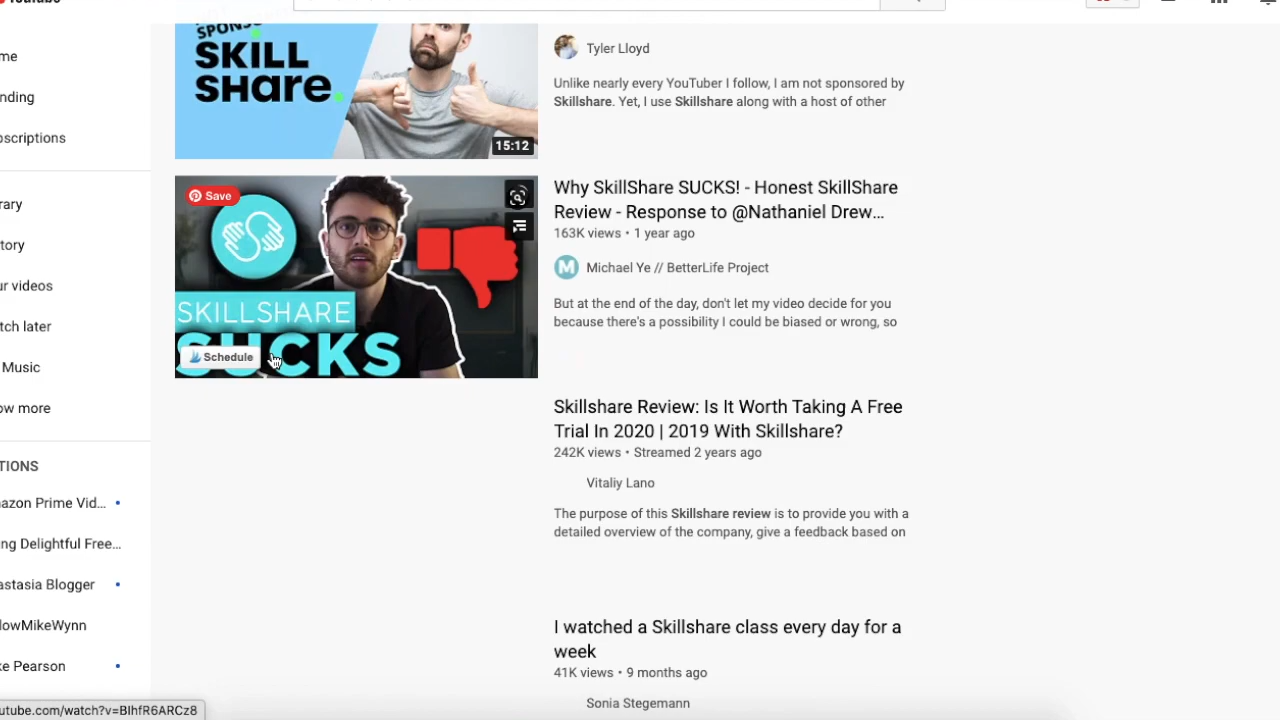 SPONS
SKILL
SHare.
15:12
Tyler Lloyd
Unlike nearly every YouTuber I follow, I am not sponsored by
Skillshare. Yet, I use Skillshare along with a host of other
me
nding
bscriptions
rary
tory
ur videos
tch later
Music
ow more
TIONS
azon Prime Vid...
ng Delightful Free...
astasia Blogger
lowMikeWynn
ke Pearson
Save
SKILLSHARE
SUCKS
Schedule
Why SkillShare SUCKS! - Honest SkillShare
Review - Response to @Nathaniel Drew...
163K views • 1 year ago
M
Michael Ye // BetterLife Project
But at the end of the day, don't let my video decide for you
because there's a possibility I could be biased or wrong, so
Skillshare Review: Is It Worth Taking A Free
Trial In 2020 | 2019 With Skillshare?
242K views • Streamed 2 years ago
Vitaliy Lano
The purpose of this Skillshare review is to provide you with a
detailed overview of the company, give a feedback based on
I watched a Skillshare class every day for a
week
41K views • 9 months ago
Sonia Stegemann
utube.com/watch?v=BIhfR6ARCz8